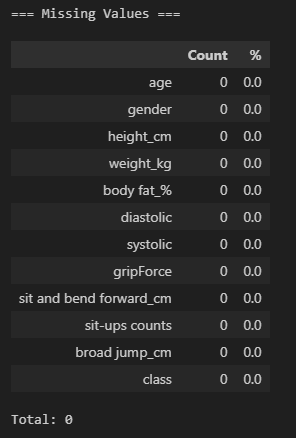 === Missing Values ===
Count %
age 0 0.0
gender 0 0.0
height_cm 0 0.0
weight_kg 0 0.0
body fat_% 0 0.0
diastolic 0 0.0
systolic 0 0.0
gripForce 0 0.0
sit and bend forward_cm 0 0.0
sit-ups counts 0 0.0
broad jump_cm 0 0.0
class 0 0.0
Total: 0